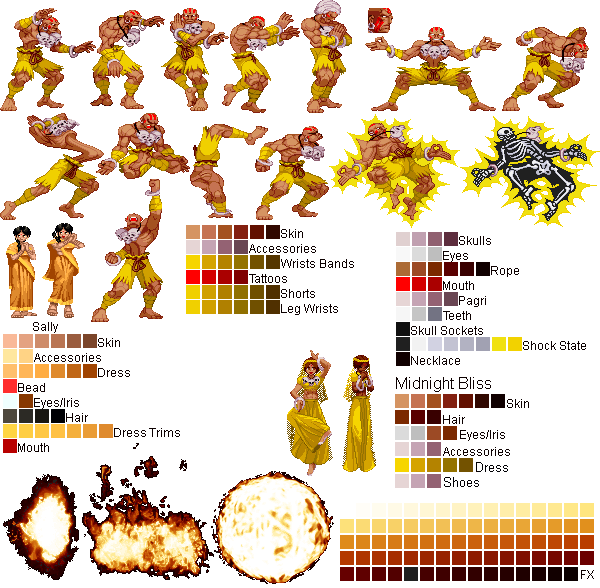 Skin
Accessories
Wrists Bands
Tattoos
Shorts
Leg Wrists
Skulls
Eyes
Rope
Mouth
Pagri
Teeth
Skull Sockets
Shock State
Necklace
Sally
Skin
Accessories
Dress
Bead
Eyes/Iris
Hair
Dress Trims
Mouth
Midnight Bliss
Skin
Hair
Eyes/Iris
Accessories
Dress
Shoes
FX